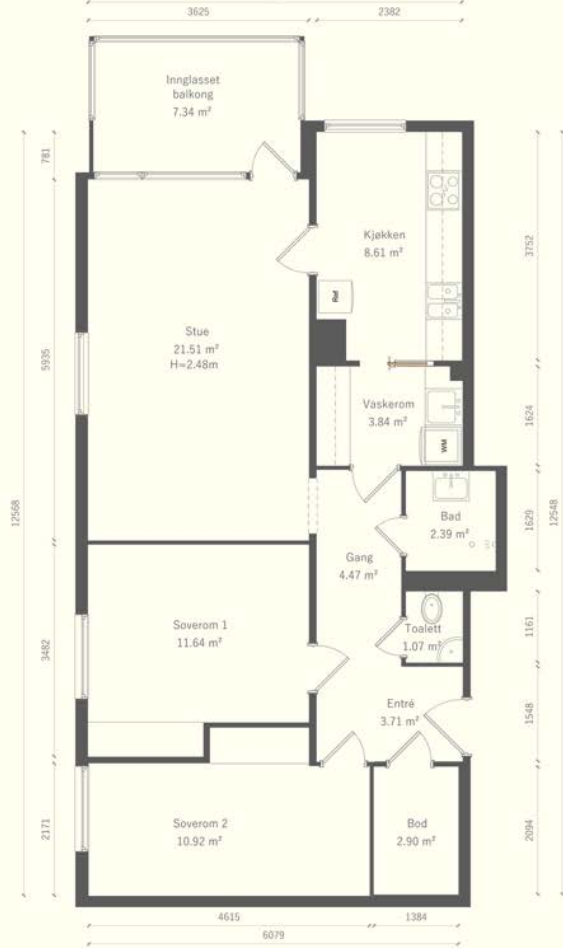 3625
2382
Innglasset
balkong
7.34 m²
781
Kjøkken
8.61 m²
3752
Ref
Stue
21.51 m²
H=2.48m
5935
Vaskerom
3.84 m²
WM
1624
12568
12548
Bad
2.39 m²
1629
Gang
4.47 m²
Soverom 1
11.64 m²
3482
Toalett
1.07 m²
1161
Entré
3.71 m²
1548
Soverom 2
10.92 m²
2171
Bod
2.90 m²
2094
4615
1384
6079